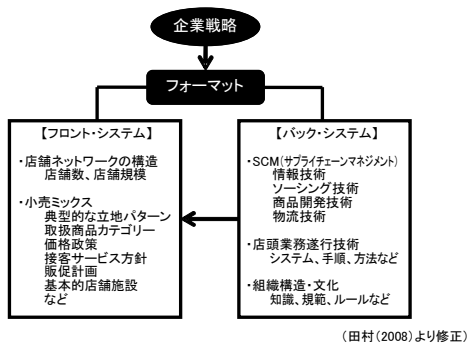 企業戦略
フォーマット
【フロント・システム】
・店舗ネットワークの構造
店舗数、店舗規模
・小売ミックス
典型的な立地パターン
取扱商品カテゴリー
価格政策
接客サービス方針
販促計画
基本的店舗施設
など
【バック・システム】
・SCM(サプライチェーンマネジメント)
情報技術
ソーシング技術
商品開発技術
物流技術
・店頭業務遂行技術
システム、手順、方法など
・組織構造・文化
知識、規範、ルールなど
(田村(2008)より修正)